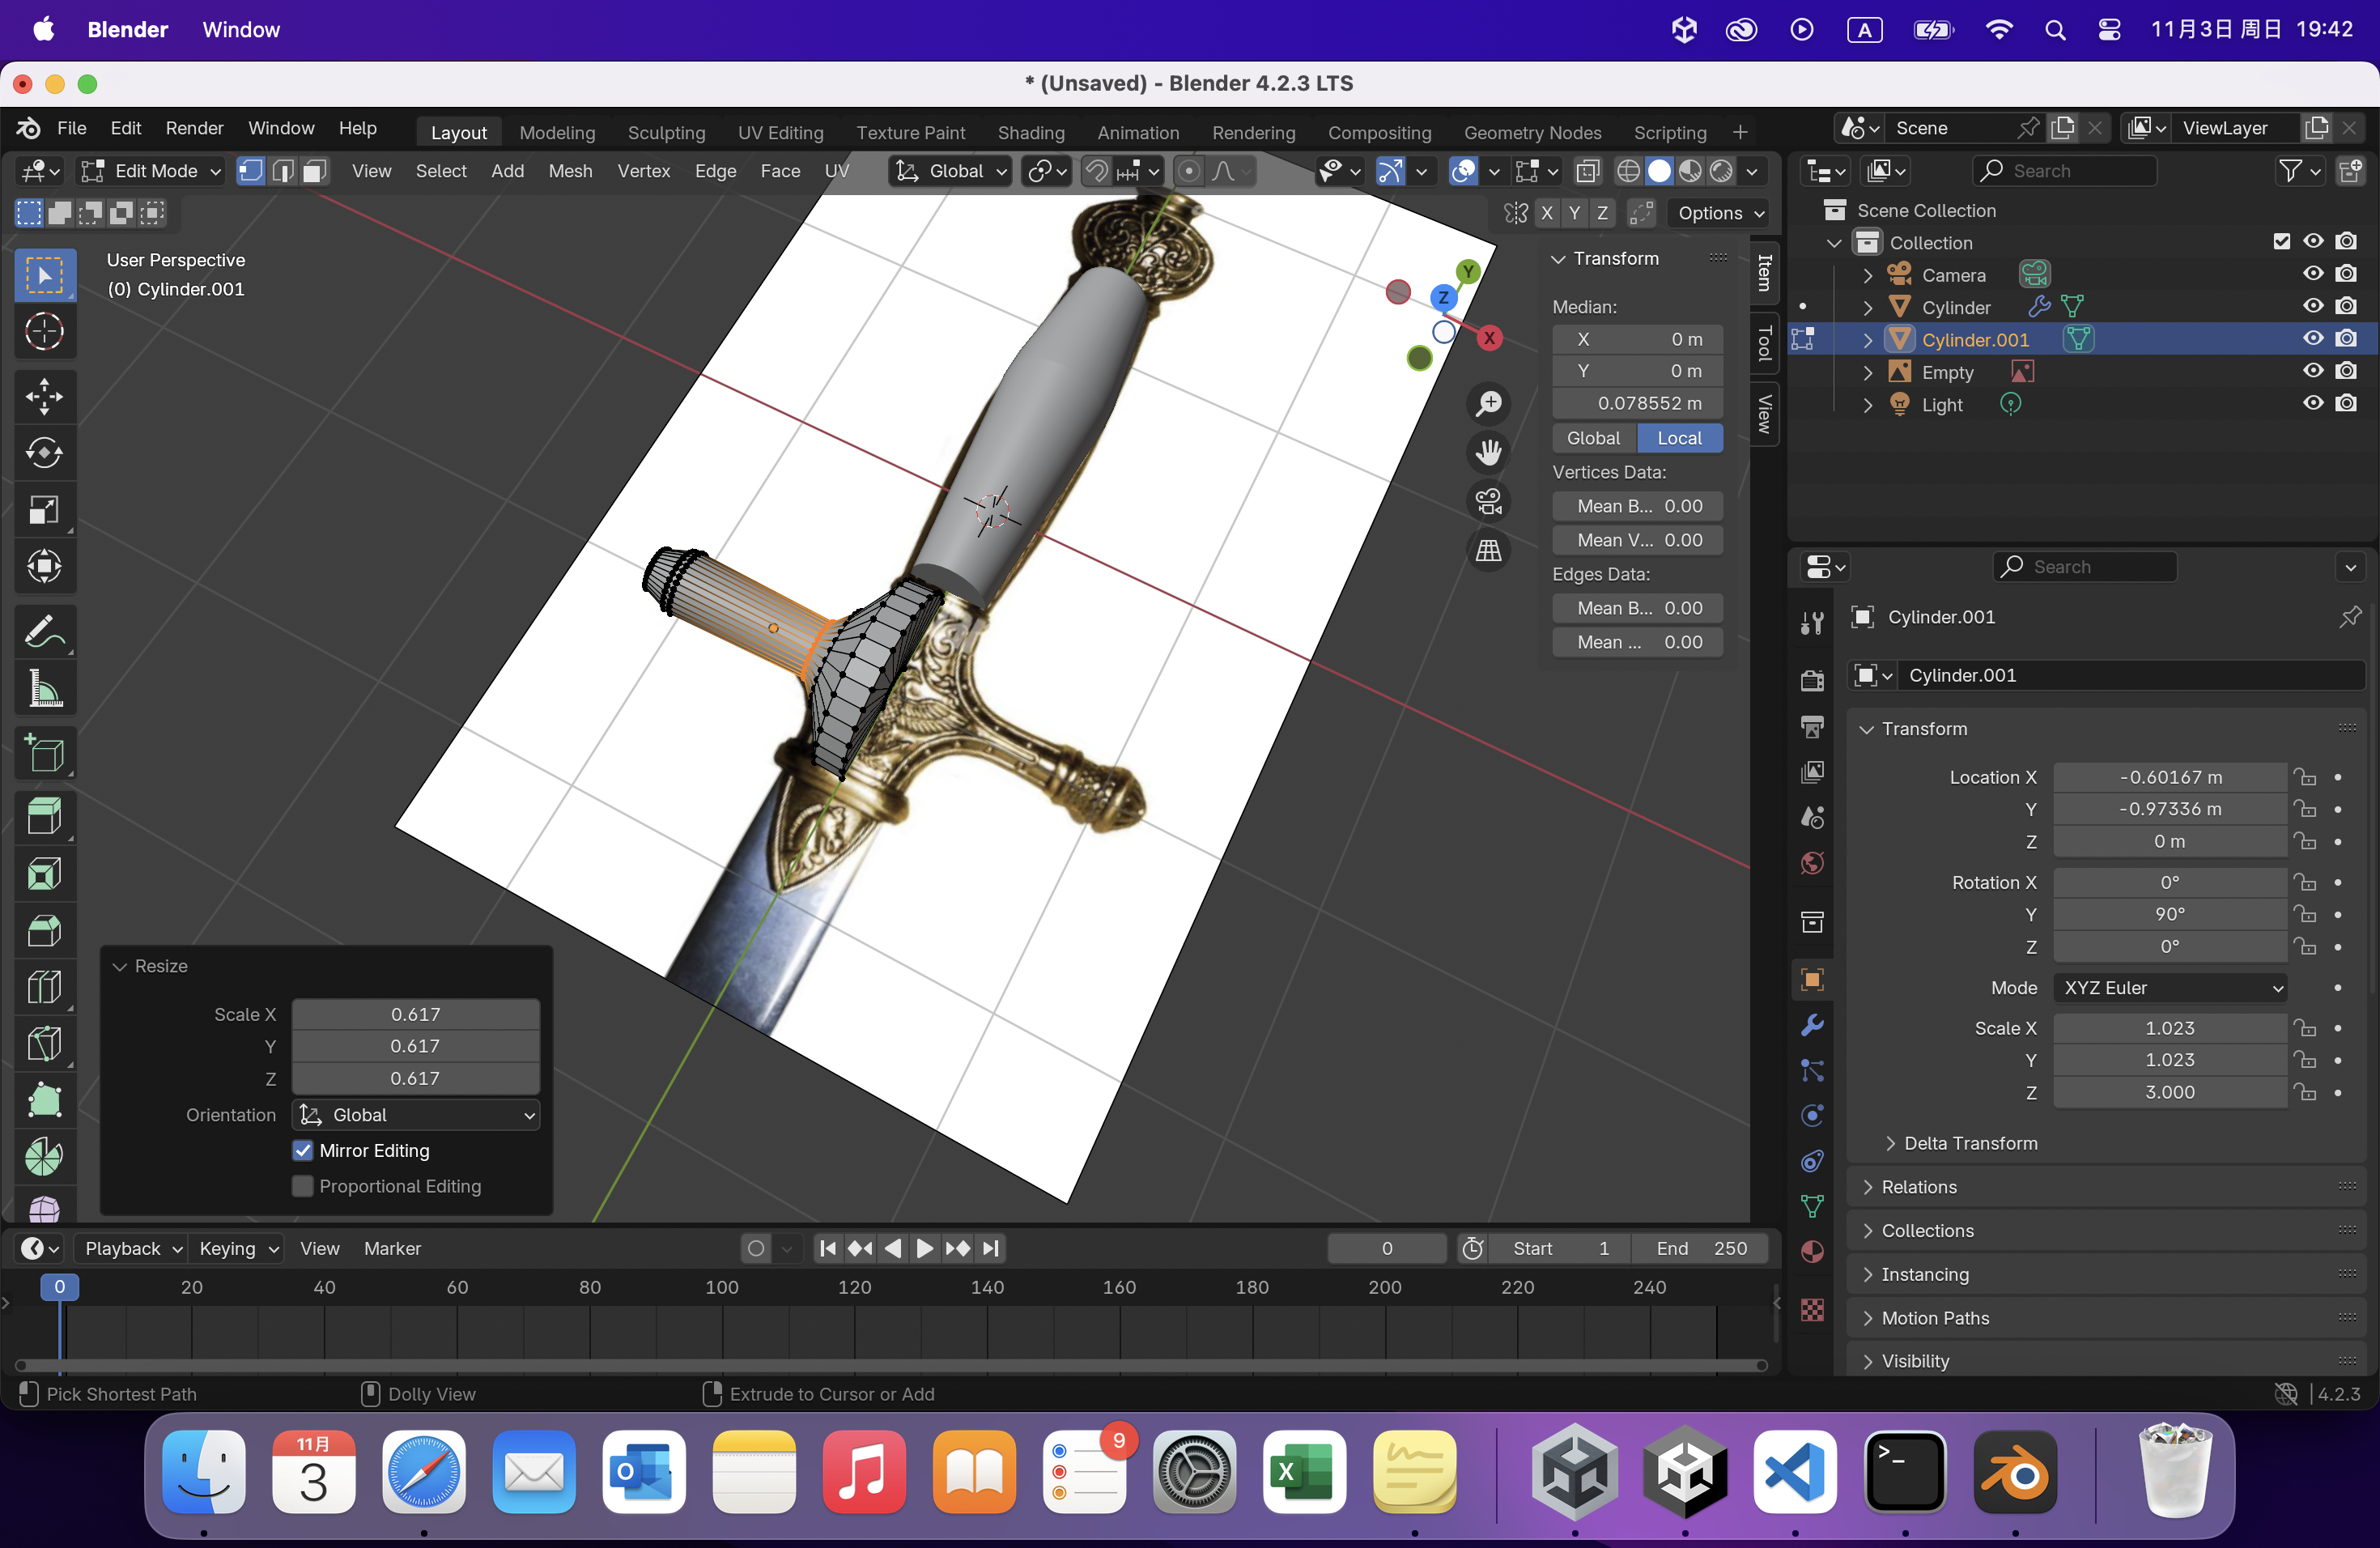 Blender Window A 11月3日 周日 19:42
* (Unsaved) - Blender 4.2.3 LTS
File Edit Render Window Help Layout Modeling Sculpting UV Editing Texture Paint Shading Animation Rendering Compositing Geometry Nodes Scripting + Scene ViewLayer
Edit Mode View Select Add Mesh Vertex Edge Face UV Global
X Y Z Options
Search
User Perspective
(0) Cylinder.001
Scene Collection
Collection
Camera
Cylinder
Cylinder.001
Empty
Light
Y
Z
X
Transform
Median:
X 0 m
Y 0 m
0.078552 m
Global Local
Vertices Data:
Mean B... 0.00
Mean V... 0.00
Edges Data:
Mean B... 0.00
Mean ... 0.00
Item
Tool
View
Search
Cylinder.001
Cylinder.001
Transform
Location X -0.60167 m
Y -0.97336 m
Z 0 m
Rotation X 0°
Y 90°
Z 0°
Mode XYZ Euler
Scale X 1.023
Y 1.023
Z 3.000
Delta Transform
Relations
Collections
Instancing
Motion Paths
Visibility
Resize
Scale X 0.617
Y 0.617
Z 0.617
Orientation Global
Mirror Editing
Proportional Editing
Playback Keying View Marker 0 Start 1 End 250
0 20 40 60 80 100 120 140 160 180 200 220 240
Pick Shortest Path Dolly View Extrude to Cursor or Add 4.2.3
11月
3
O
9
X
>_